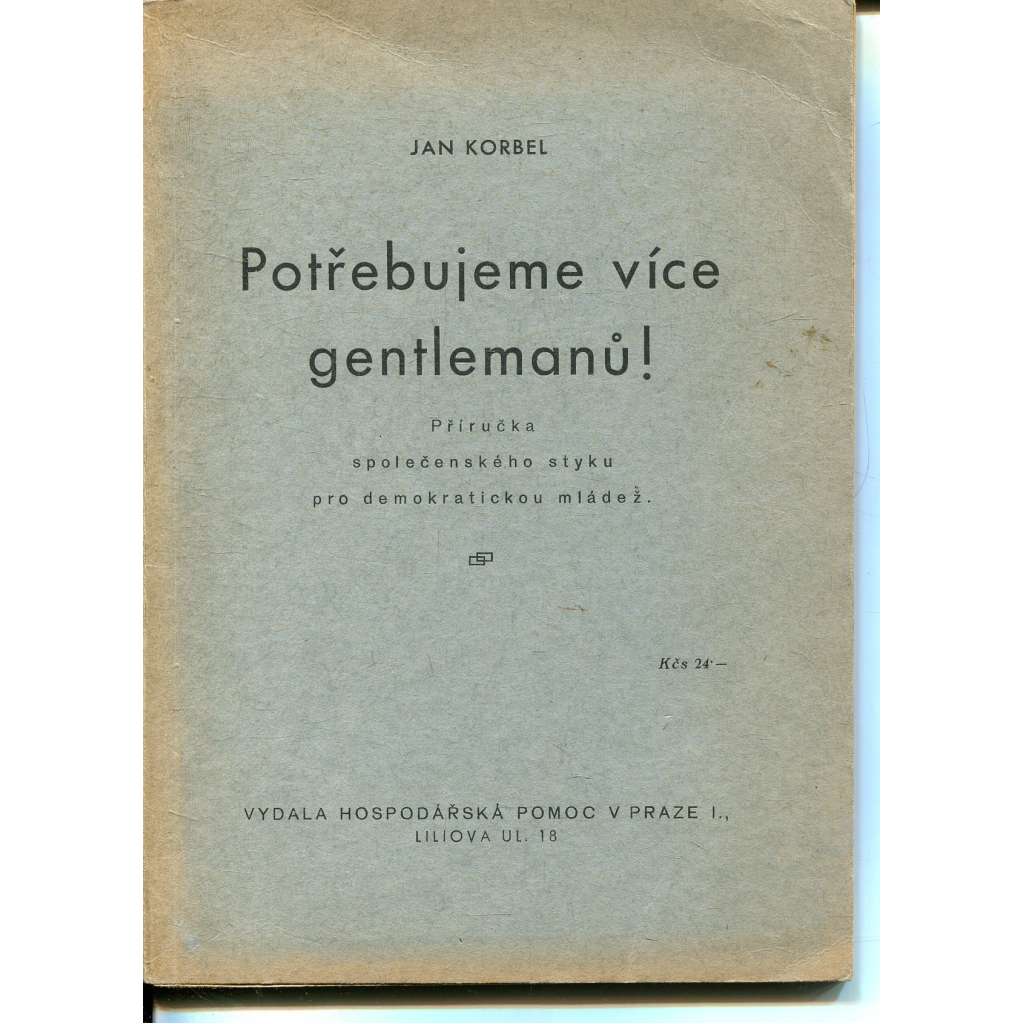 JAN KORBEL
Potřebujeme více
gentlemanů!
Příručka
společenského styku
pro demokratickou mládež.
Kčs 24·—
VYDALA HOSPODÁŘSKÁ POMOC V PRAZE I.,
LILIOVA UL. 18